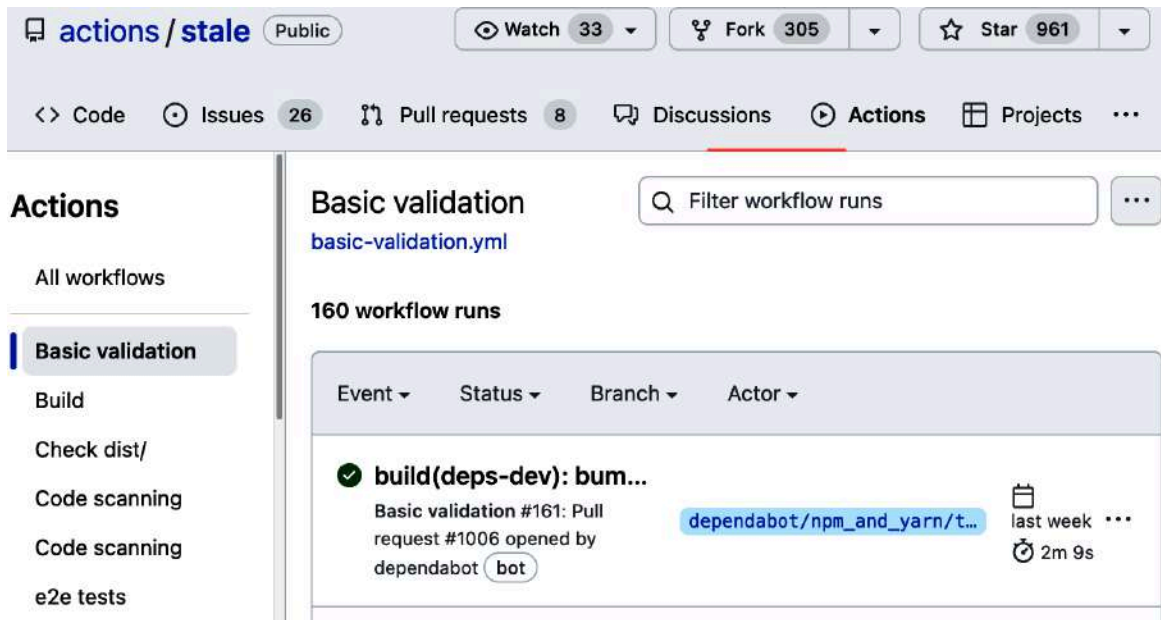 actions / stale Public Watch 33 Fork 305 Star 961
<> Code Issues 26 Pull requests 8 Discussions Actions Projects ...
Actions
All workflows
Basic validation
Build
Check dist/
Code scanning
Code scanning
e2e tests
Basic validation
Filter workflow runs
...
basic-validation.yml
160 workflow runs
Event Status Branch Actor
build(deps-dev): bum...
Basic validation #161: Pull
request #1006 opened by
dependabot bot
dependabot/npm_and_yarn/t...
last week ...
2m 9s